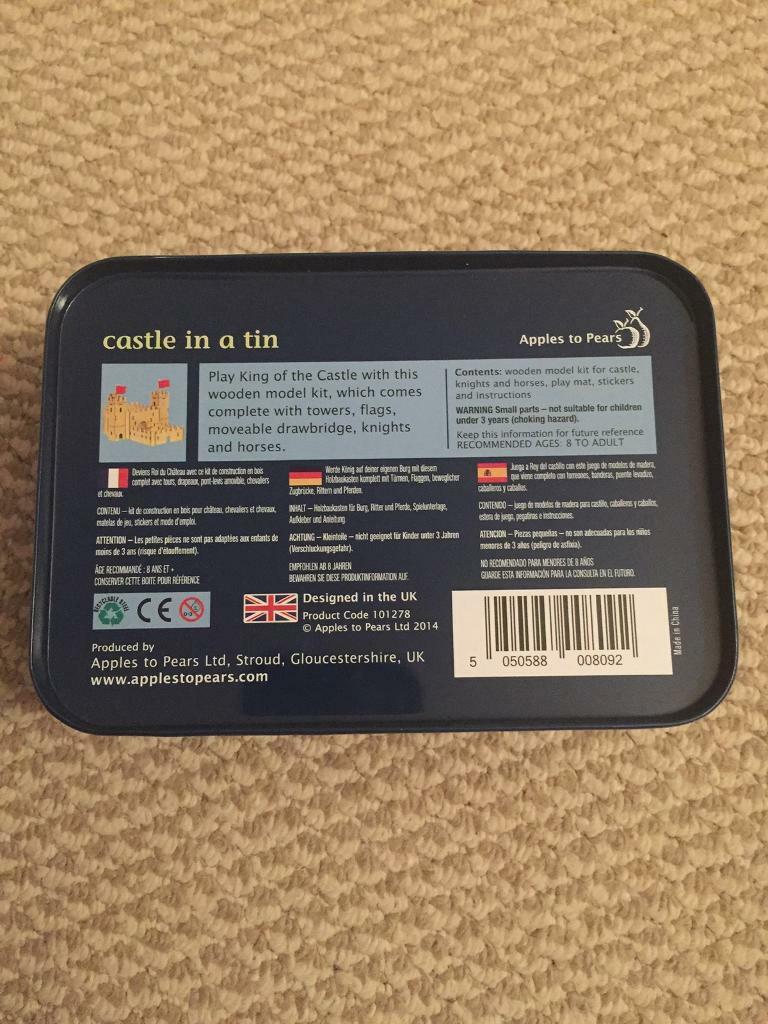 castle in a tin
Apples to Pears
Play King of the Castle with this
wooden model kit, which comes
complete with towers, flags,
moveable drawbridge, knights
and horses.
Contents: wooden model kit for castle,
knights and horses, play mat, stickers
and instructions
WARNING Small parts – not suitable for children
under 3 years (choking hazard).
Keep this information for future reference
RECOMMENDED AGES: 8 TO ADULT
Deviens Roi du Château avec ce kit de construction en bois
complet avec tours, drapeaux, pont-levis amovible, chevaliers
et chevaux.
CONTENU – kit de construction en bois pour château, chevaliers et chevaux,
matelas de jeu, stickers et mode d'emploi.
ATTENTION – Les petites pièces ne sont pas adaptées aux enfants de
moins de 3 ans (risque d'étouffement).
ÂGE RECOMMANDÉ : 8 ANS ET +
CONSERVER CETTE BOITE POUR RÉFÉRENCE
Werde König auf deiner eigenen Burg mit diesem
Holzbaukasten komplett mit Türmen, Flaggen, beweglicher
Zugbrücke, Rittern und Pferden.
INHALT – Holzbaukasten für Burg, Ritter und Pferde, Spielunterlage,
Aufkleber und Anleitung
ACHTUNG – Kleinteile – nicht geeignet für Kinder unter 3 Jahren
(Verschluckungsgefahr).
EMPFOHLEN AB 8 JAHREN
BEWAHREN SIE DIESE PRODUKTINFORMATION AUF.
Juega a Rey del castillo con este juego de modelos de madera,
que viene completo con torreones, banderas, puente levadizo,
caballeros y caballos.
CONTENDO – juego de modelos de madera para castillo, caballeros y caballos,
estera de juego, pegatinas e instrucciones.
ATENCION – Piezas pequeñas – no son adecuadas para los niños
menores de 3 años (peligro de asfixia).
NO RECOMENDADO PARA MENORES DE 8 AÑOS
GUARDE ESTA INFORMACIÓN PARA LA CONSULTA EN EL FUTURO.
CE
0-3
Designed in the UK
Product Code 101278
© Apples to Pears Ltd 2014
Produced by
Apples to Pears Ltd, Stroud, Gloucestershire, UK
www.applestopears.com
5 050588 008092
Made in China